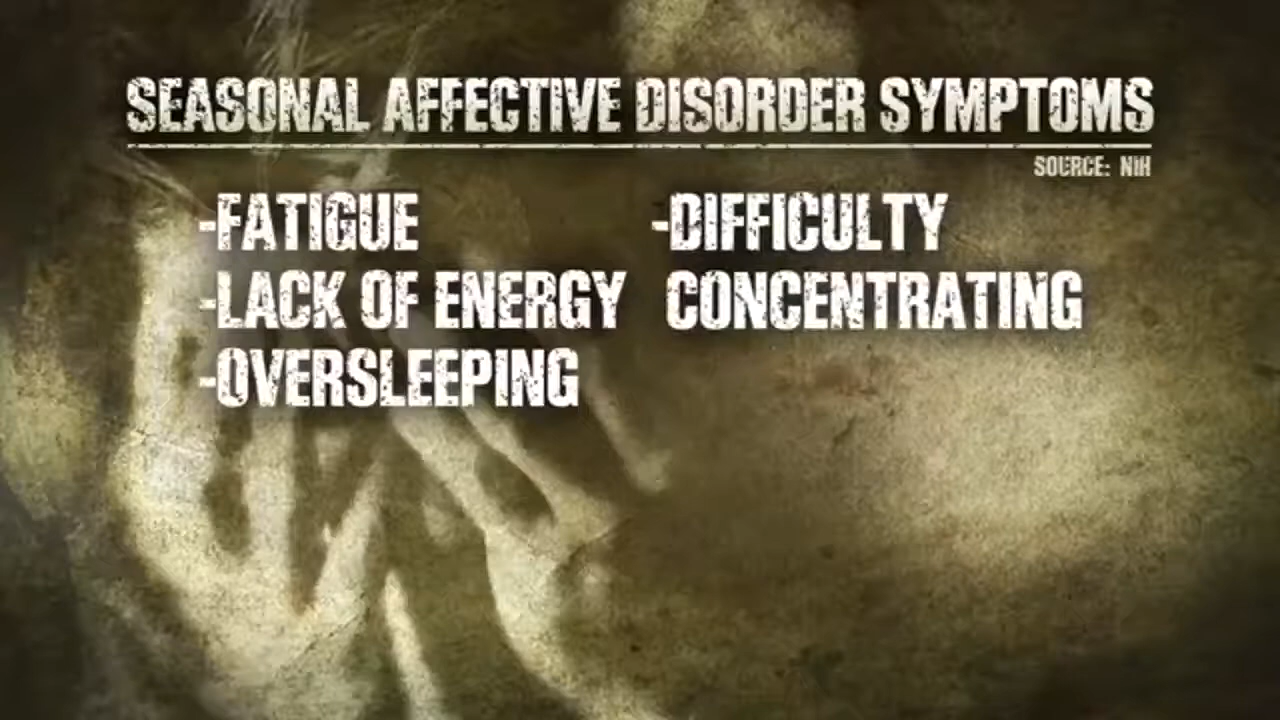 SEASONAL AFFECTIVE DISORDER SYMPTOMS
SOURCE: NIH
-FATIGUE
-LACK OF ENERGY
-OVERSLEEPING
-DIFFICULTY
CONCENTRATING